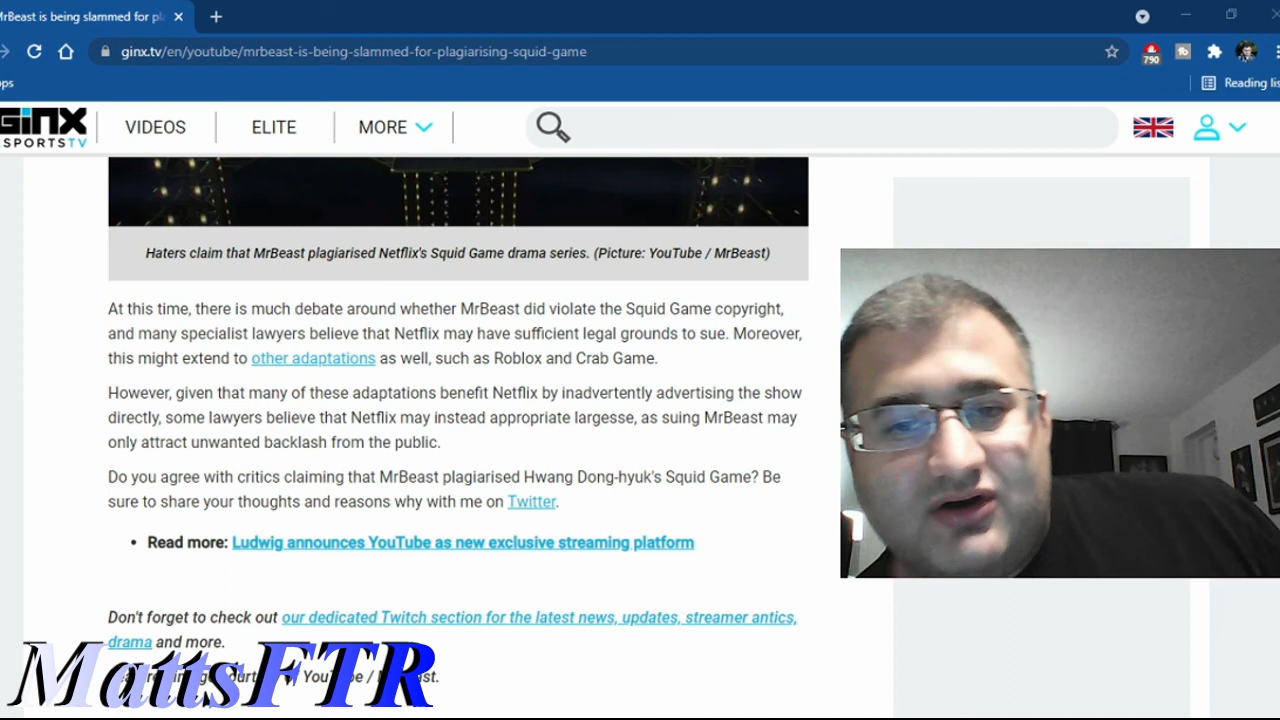 MrBeast is being slammed for pl
ginx.tv/en/youtube/mrbeast-is-being-slammed-for-plagiarising-squid-game
790
Reading lis
GINX
ESPORTSTV
VIDEOS
ELITE
MORE
Haters claim that MrBeast plagiarised Netflix's Squid Game drama series. (Picture: YouTube / MrBeast)
At this time, there is much debate around whether MrBeast did violate the Squid Game copyright,
and many specialist lawyers believe that Netflix may have sufficient legal grounds to sue. Moreover,
this might extend to other adaptations as well, such as Roblox and Crab Game.
However, given that many of these adaptations benefit Netflix by inadvertently advertising the show
directly, some lawyers believe that Netflix may instead appropriate largesse, as suing MrBeast may
only attract unwanted backlash from the public.
Do you agree with critics claiming that MrBeast plagiarised Hwang Dong-hyuk's Squid Game? Be
sure to share your thoughts and reasons why with me on Twitter.
• Read more: Ludwig announces YouTube as new exclusive streaming platform
Don't forget to check out our dedicated Twitch section for the latest news, updates, streamer antics,
drama and more.
YouTube /
MattsFTR